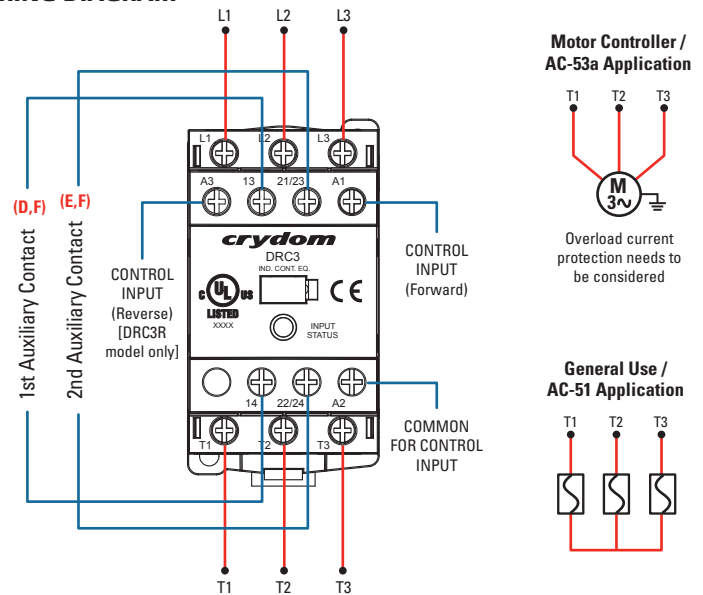 L1 L2 L3
L1 L2 L3
A3 13 21/23 A1
crydom
DRC3
IND. CONT. EQ.
C UL US
LISTED
XXXX
CE
INPUT
STATUS
14 22/24 A2
T1 T2 T3
T1 T2 T3
(D,F)
1st Auxiliary Contact
(E,F)
2nd Auxiliary Contact
CONTROL
INPUT
(Reverse)
[DRC3R
model only]
CONTROL
INPUT
(Forward)
COMMON
FOR CONTROL
INPUT
Motor Controller /
AC-53a Application
T1 T2 T3
M
3∿
Overload current
protection needs to
be considered
General Use /
AC-51 Application
T1 T2 T3